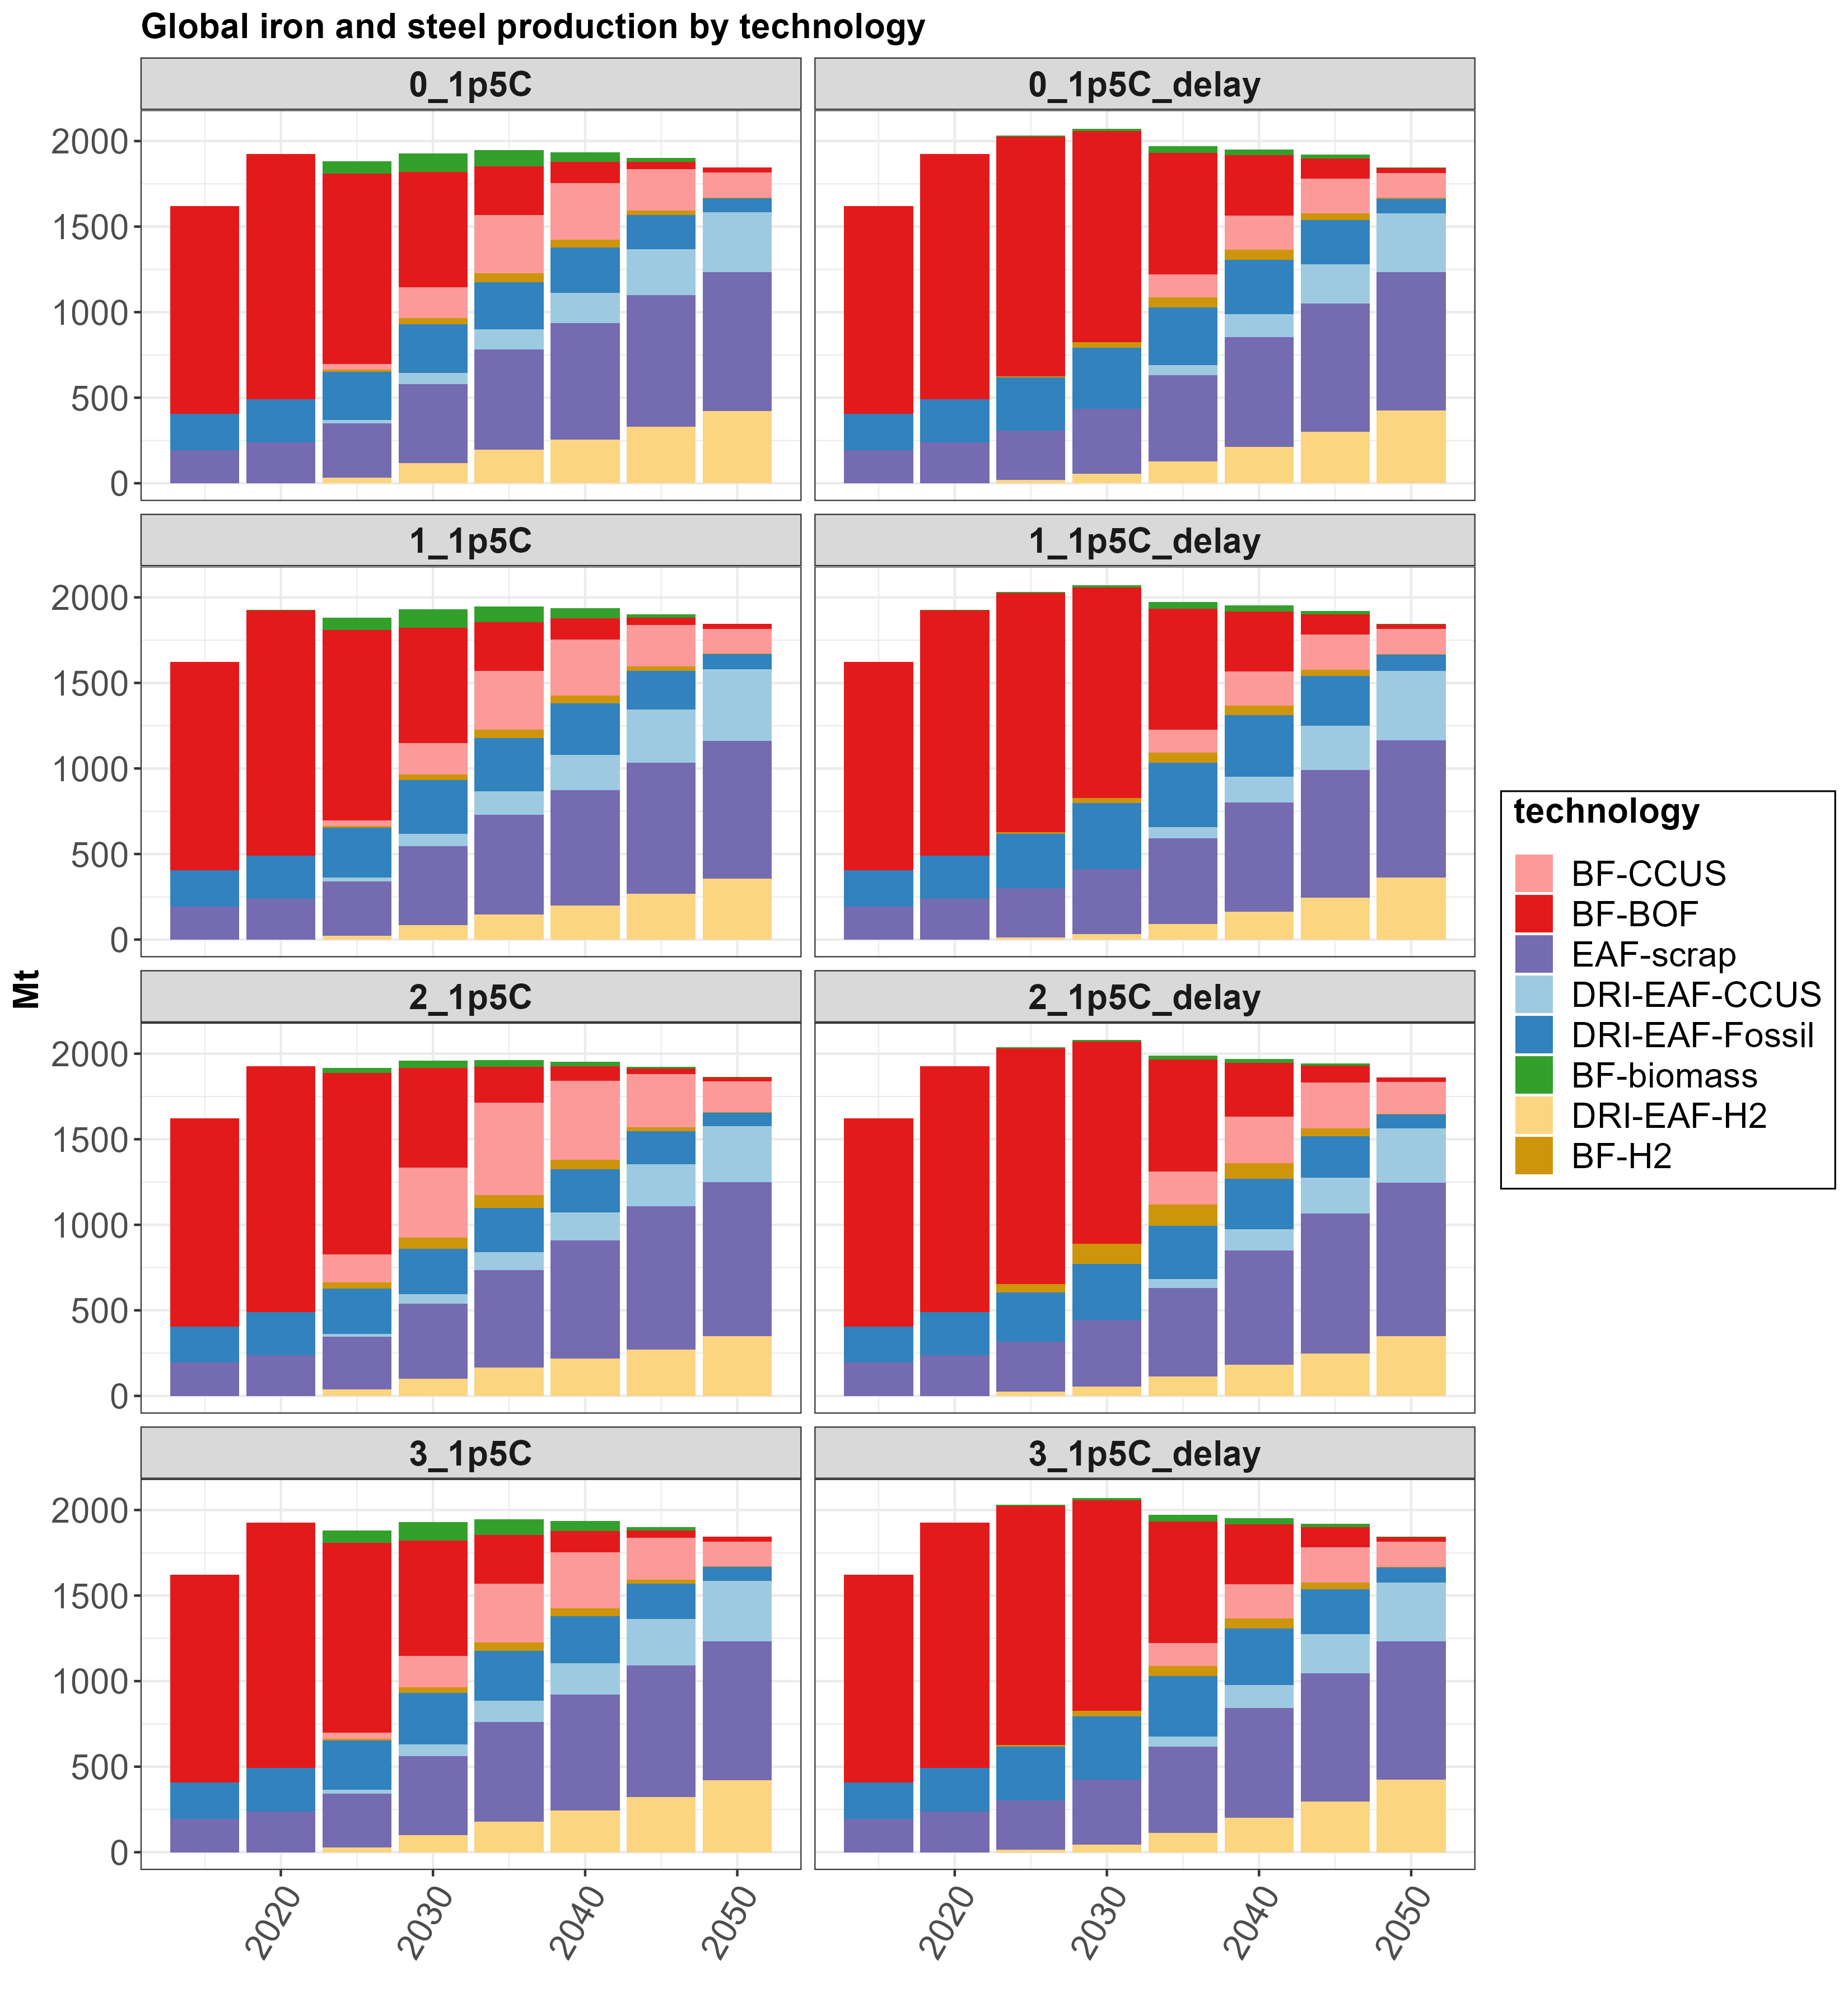 Global iron and steel production by technology
0_1p5C
0_1p5C_delay
2000
1500
1000
500
0
1_1p5C
1_1p5C_delay
2000
1500
1000
500
0
Mt
2_1p5C
2_1p5C_delay
2000
1500
1000
500
0
3_1p5C
3_1p5C_delay
2000
1500
1000
500
0
2020
2030
2040
2050
2020
2030
2040
2050
technology
BF-CCUS
BF-BOF
EAF-scrap
DRI-EAF-CCUS
DRI-EAF-Fossil
BF-biomass
DRI-EAF-H2
BF-H2